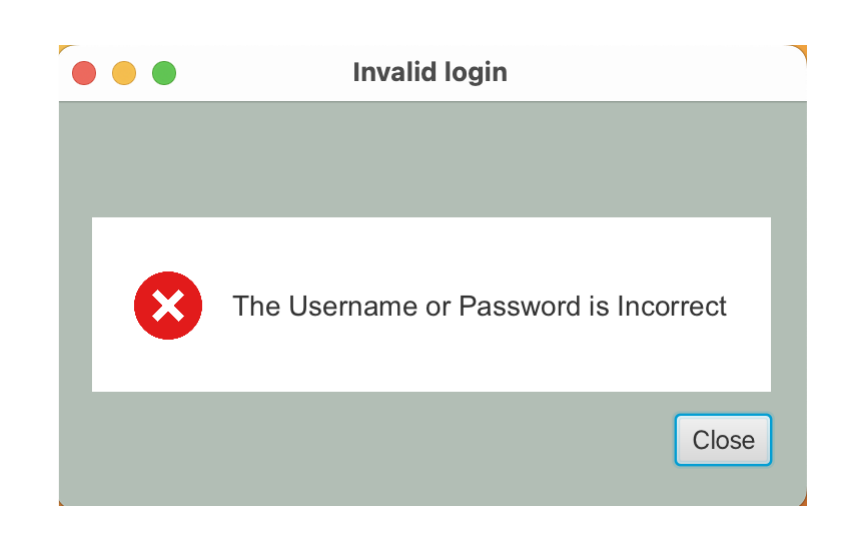 Invalid login
The Username or Password is Incorrect
Close